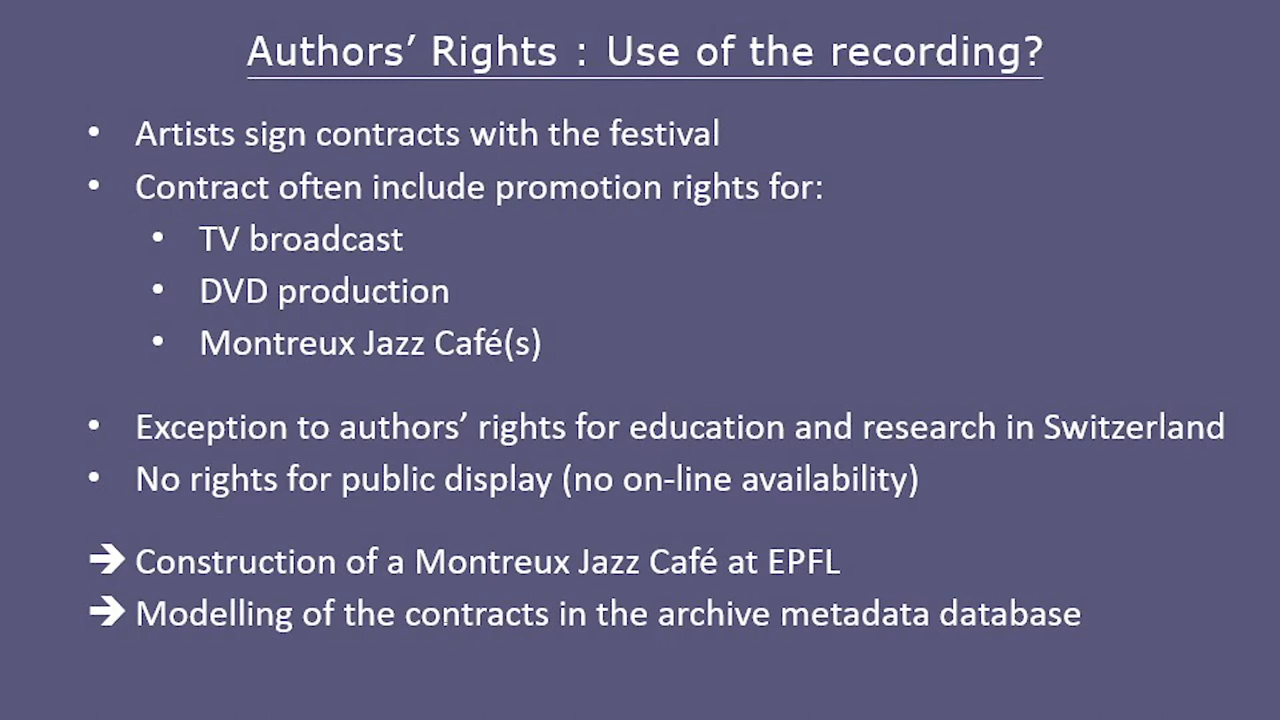 Authors’ Rights : Use of the recording?
• Artists sign contracts with the festival
• Contract often include promotion rights for:
• TV broadcast
• DVD production
• Montreux Jazz Café(s)
• Exception to authors’ rights for education and research in Switzerland
• No rights for public display (no on-line availability)
➔ Construction of a Montreux Jazz Café at EPFL
➔ Modelling of the contracts in the archive metadata database